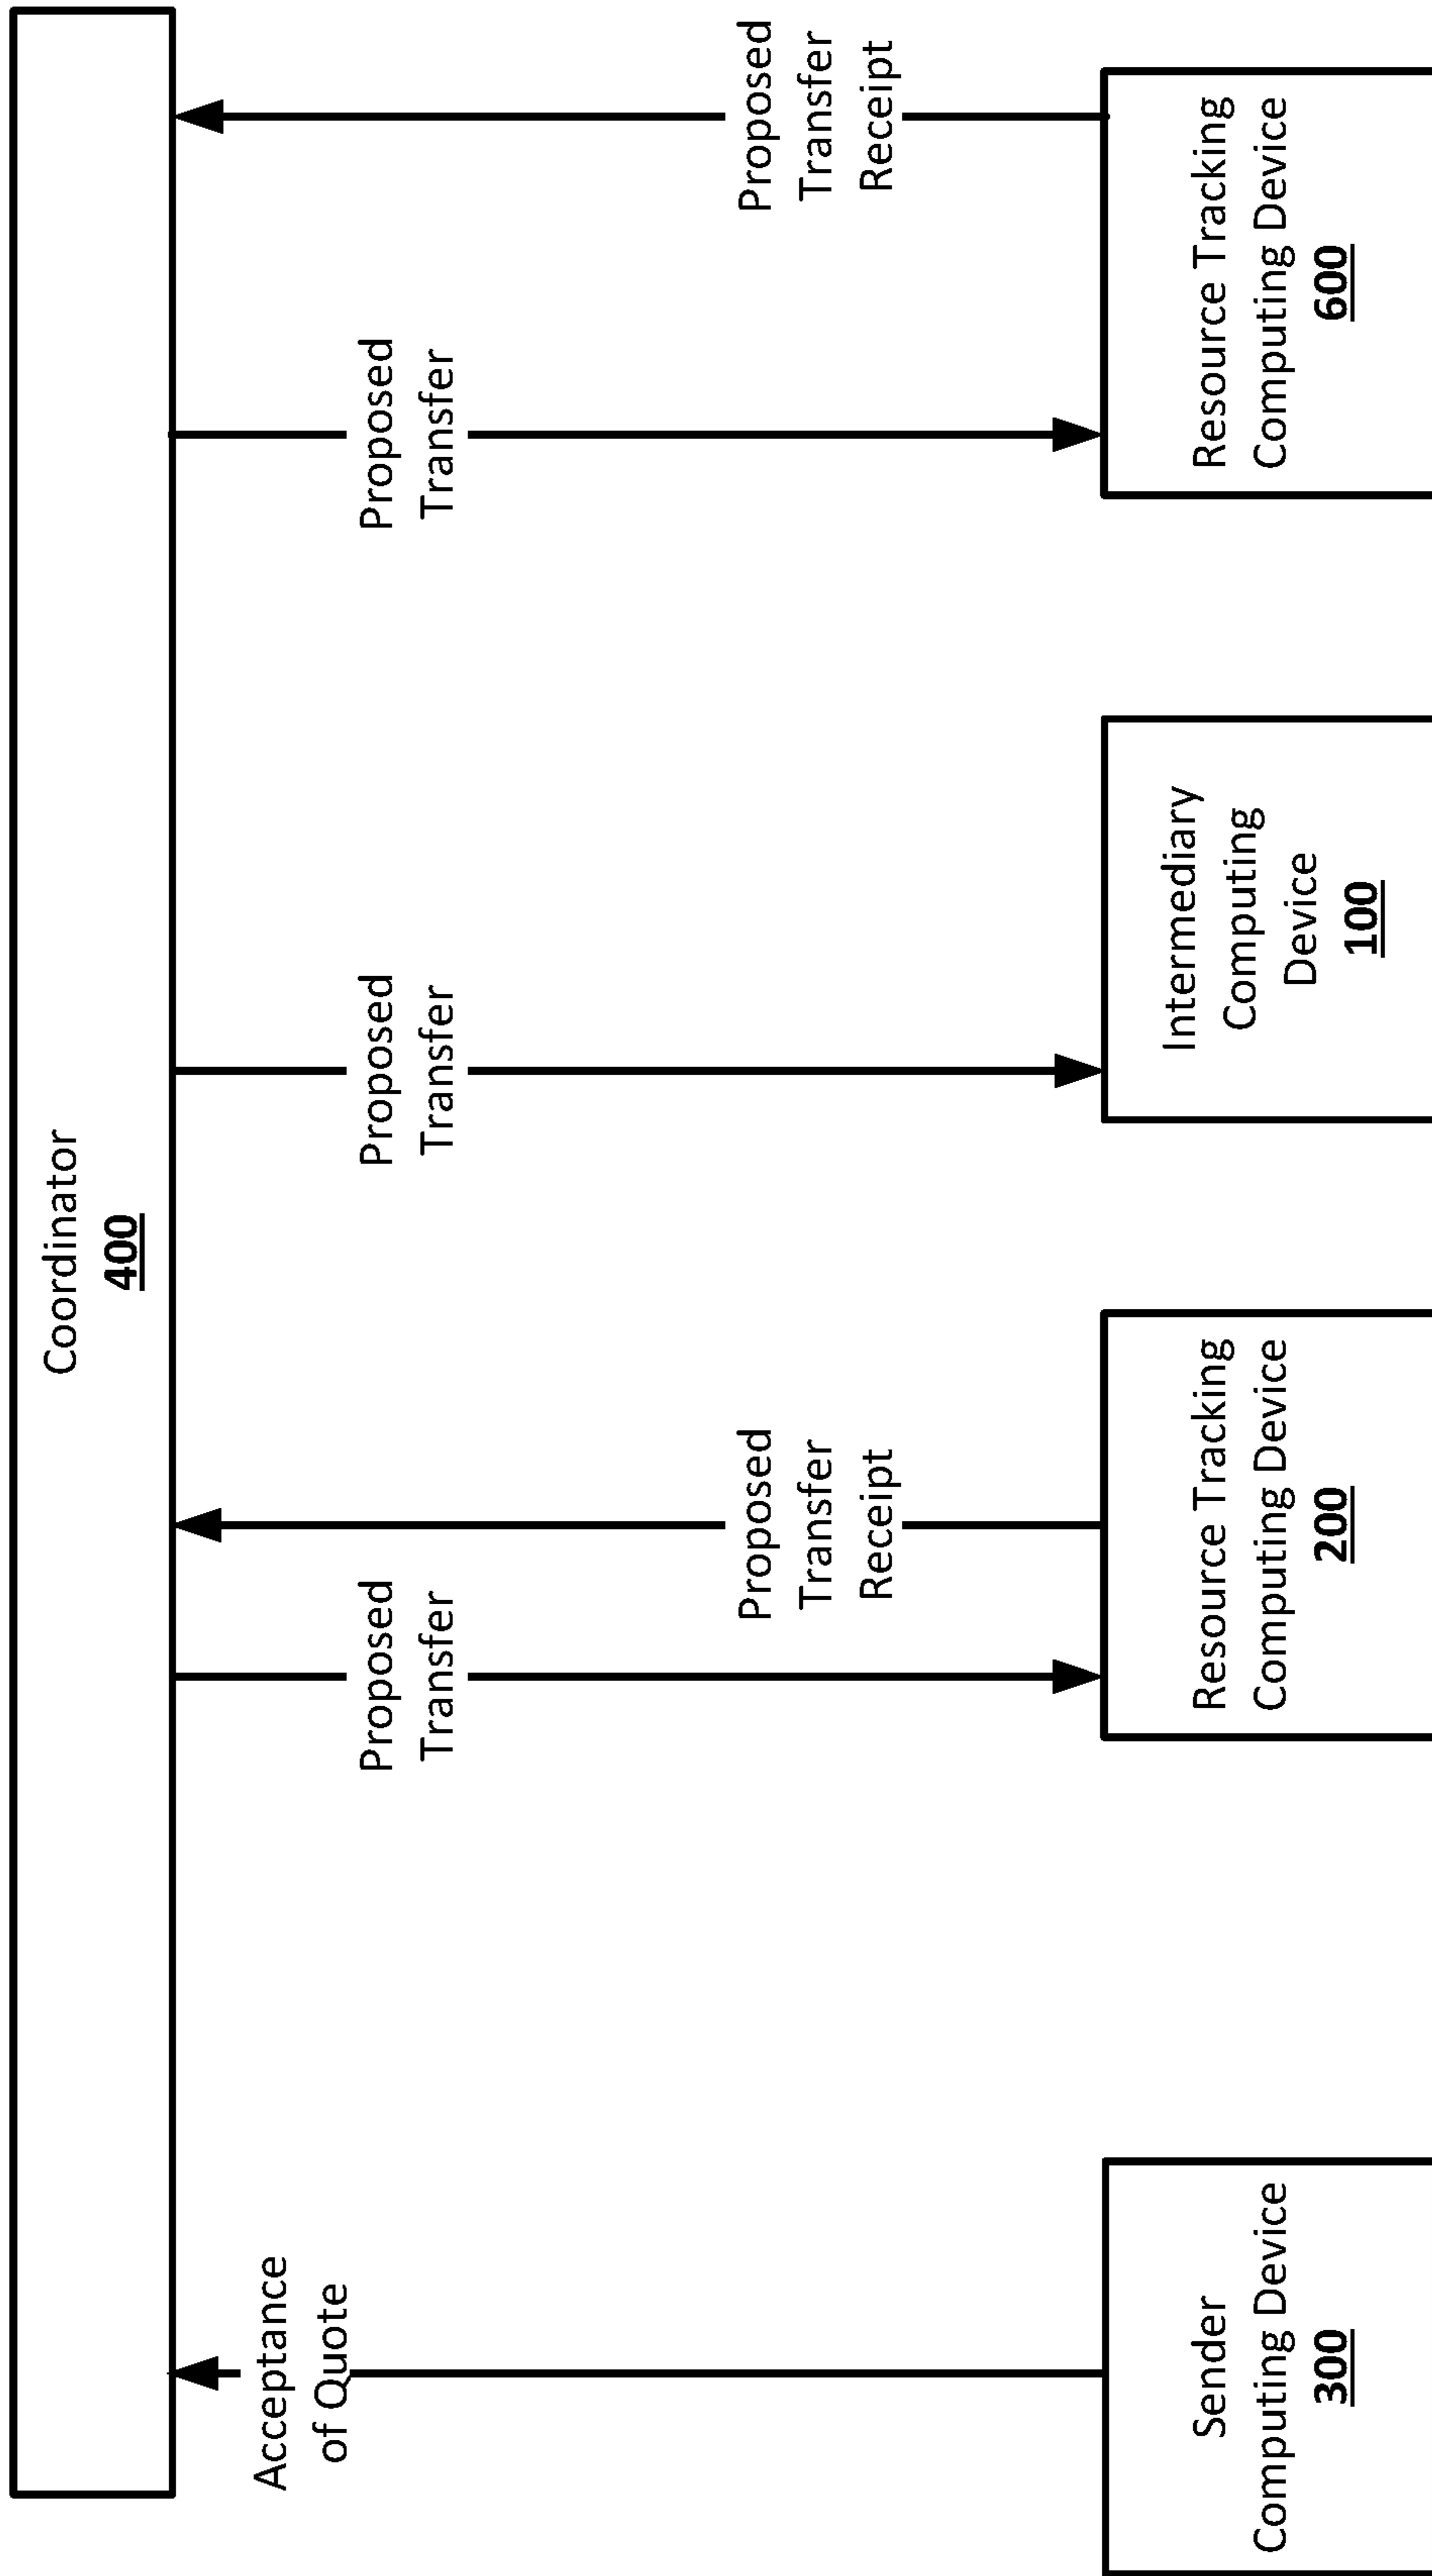 Coordinator
400
Acceptance
of Quote
Proposed
Transfer
Proposed
Transfer
Receipt
Proposed
Transfer
Proposed
Transfer
Proposed
Transfer
Receipt
Sender
Computing Device
300
Resource Tracking
Computing Device
200
Intermediary
Computing
Device
100
Resource Tracking
Computing Device
600